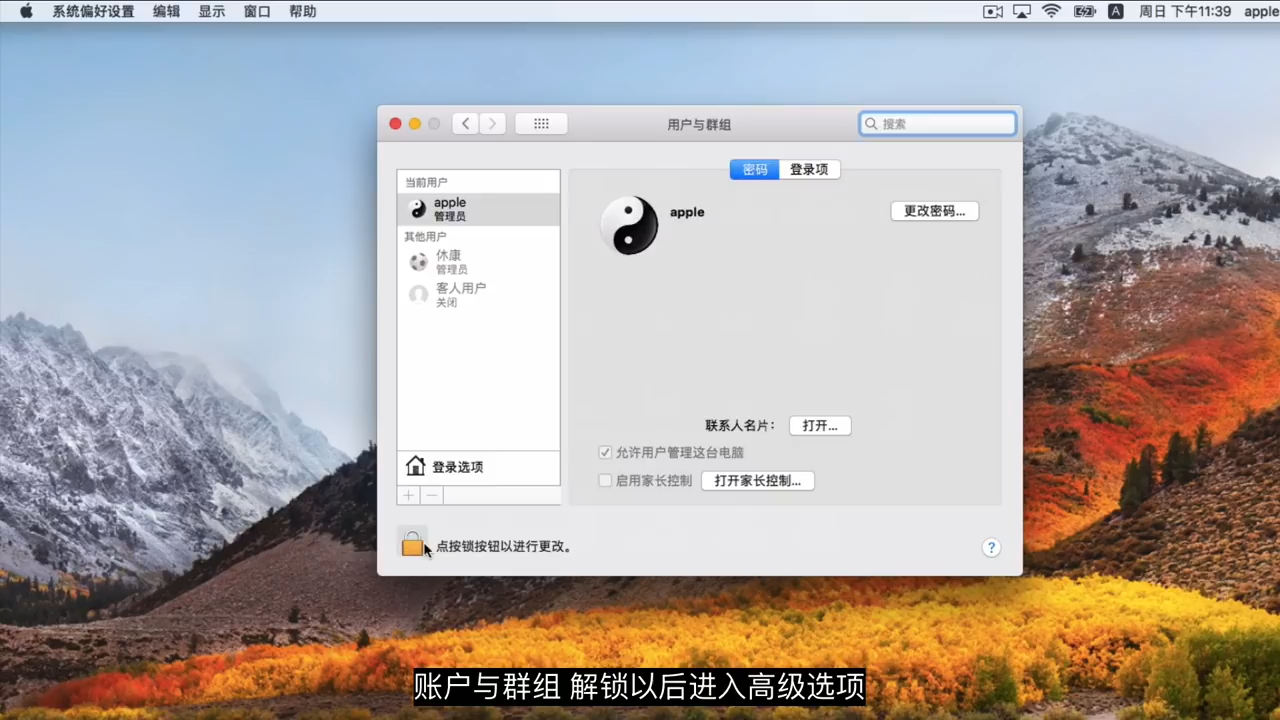 系统偏好设置 编辑 显示 窗口 帮助
A 周日 下午11:39 apple
用户与群组
搜索
密码 登录项
当前用户
apple
管理员
其他用户
休康
管理员
客人用户
关闭
登录选项
apple
更改密码...
联系人名片： 打开...
允许用户管理这台电脑
启用家长控制 打开家长控制...
点按锁按钮以进行更改。
?
账户与群组 解锁以后进入高级选项